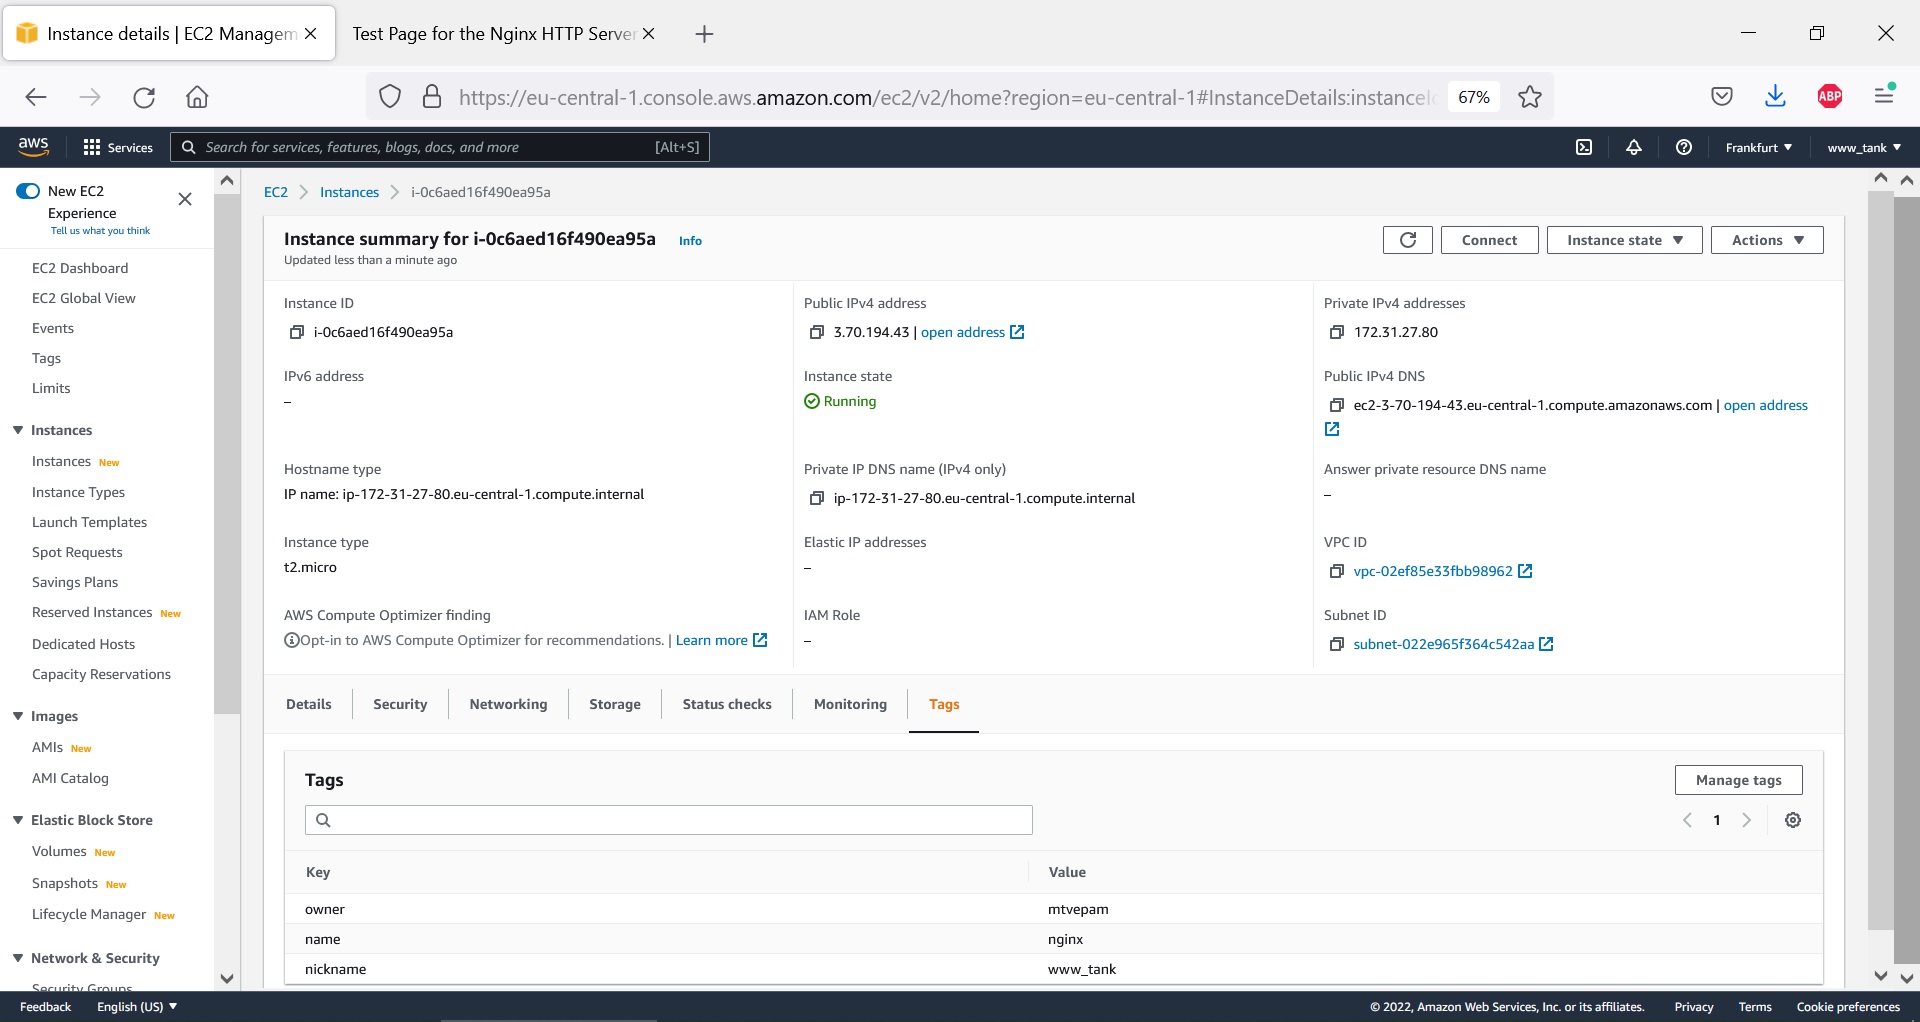 Instance details | EC2 Managem
Test Page for the Nginx HTTP Server
https://eu-central-1.console.aws.amazon.com/ec2/v2/home?region=eu-central-1#InstanceDetails:instanceI
67%
ABP
aws
Services
Search for services, features, blogs, docs, and more
[Alt+S]
Frankfurt
www_tank
New EC2
Experience
Tell us what you think
EC2 Dashboard
EC2 Global View
Events
Tags
Limits
Instances
Instances New
Instance Types
Launch Templates
Spot Requests
Savings Plans
Reserved Instances New
Dedicated Hosts
Capacity Reservations
Images
AMIs New
AMI Catalog
Elastic Block Store
Volumes New
Snapshots New
Lifecycle Manager New
Network & Security
Security Groups
EC2
Instances
i-0c6aed16f490ea95a
Instance summary for i-0c6aed16f490ea95a Info
Updated less than a minute ago
Connect
Instance state
Actions
Instance ID
i-0c6aed16f490ea95a
Public IPv4 address
3.70.194.43 | open address
Private IPv4 addresses
172.31.27.80
IPv6 address
–
Instance state
Running
Public IPv4 DNS
ec2-3-70-194-43.eu-central-1.compute.amazonaws.com | open address
Hostname type
IP name: ip-172-31-27-80.eu-central-1.compute.internal
Private IP DNS name (IPv4 only)
ip-172-31-27-80.eu-central-1.compute.internal
Answer private resource DNS name
–
Instance type
t2.micro
Elastic IP addresses
–
VPC ID
vpc-02ef85e33fbb98962
AWS Compute Optimizer finding
Opt-in to AWS Compute Optimizer for recommendations. | Learn more
IAM Role
–
Subnet ID
subnet-022e965f364c542aa
Details
Security
Networking
Storage
Status checks
Monitoring
Tags
Tags
Manage tags
1
Key
Value
owner
mtvepam
name
nginx
nickname
www_tank
Feedback
English (US)
© 2022, Amazon Web Services, Inc. or its affiliates.
Privacy
Terms
Cookie preferences